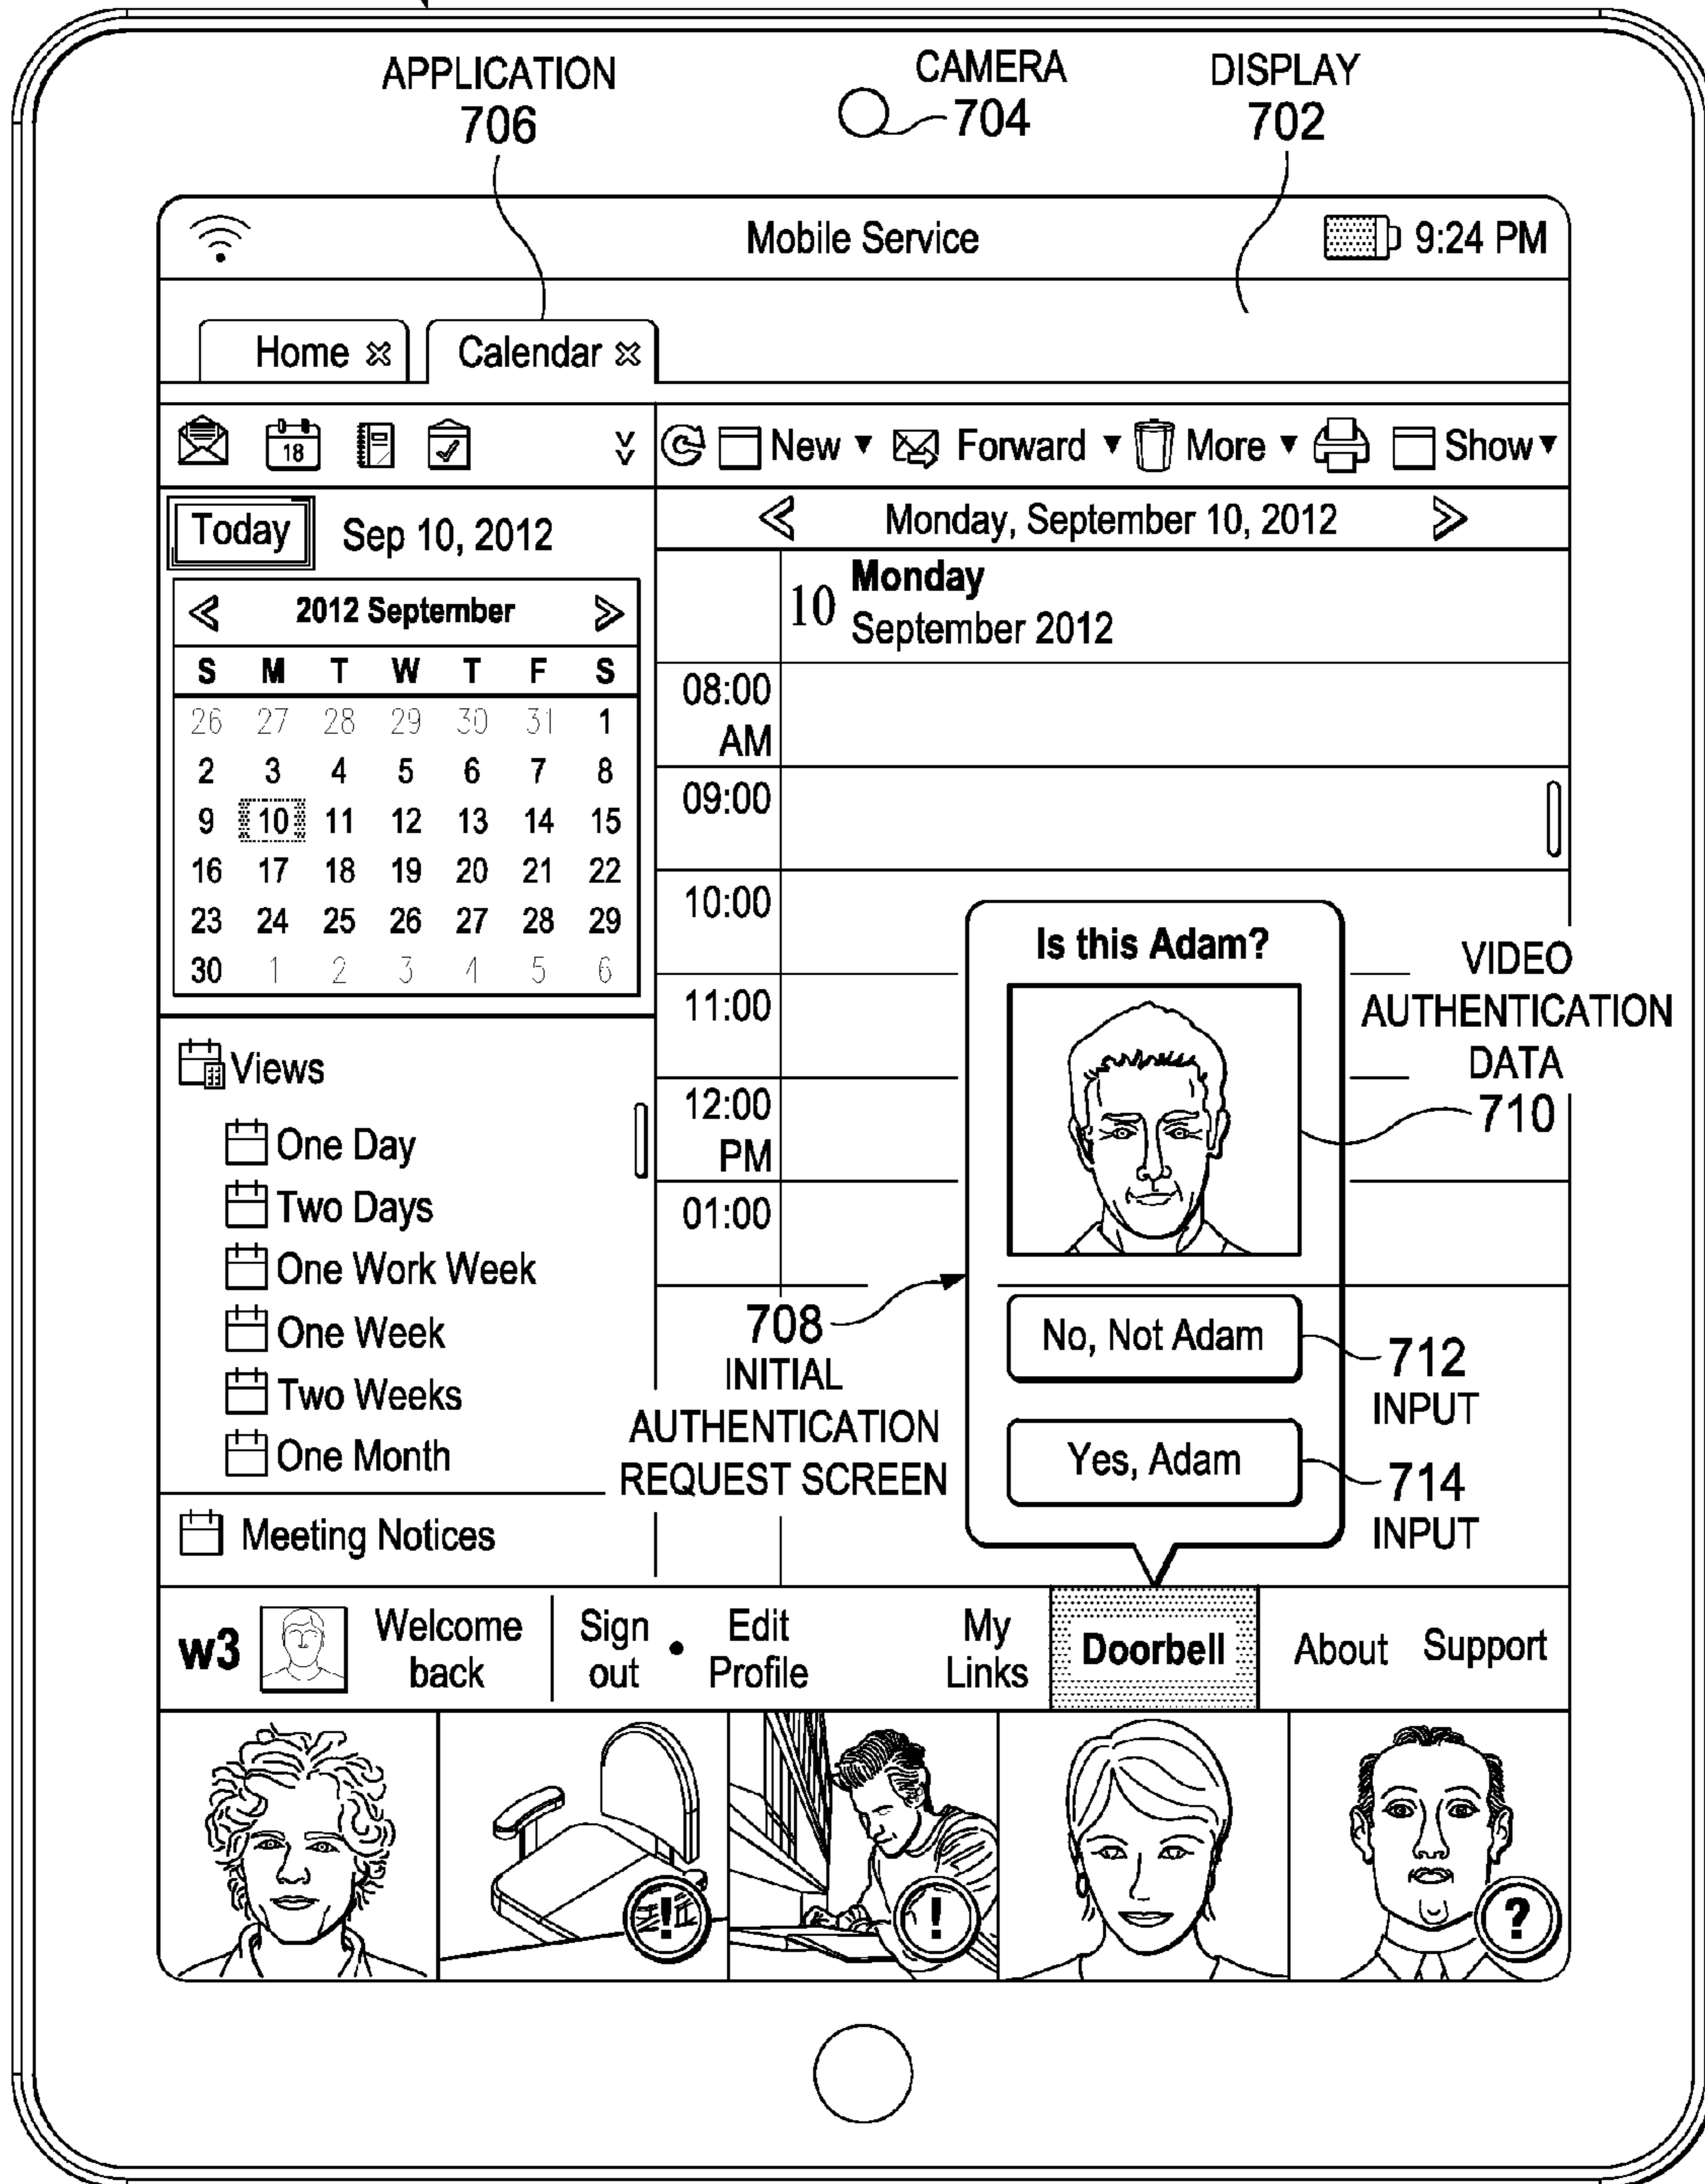 APPLICATION
706
CAMERA
704
DISPLAY
702
Mobile Service
9:24 PM
Home
Calendar
18
New
Forward
More
Show
Today
Sep 10, 2012
Monday, September 10, 2012
2012 September
S M T W T F S
26 27 28 29 30 31 1
2 3 4 5 6 7 8
9 10 11 12 13 14 15
16 17 18 19 20 21 22
23 24 25 26 27 28 29
30 1 2 3 4 5 6
10
Monday
September 2012
08:00
AM
09:00
10:00
11:00
12:00
PM
01:00
Views
One Day
Two Days
One Work Week
One Week
Two Weeks
One Month
Meeting Notices
Is this Adam?
VIDEO
AUTHENTICATION
DATA
710
708
INITIAL
AUTHENTICATION
REQUEST SCREEN
No, Not Adam
712
INPUT
Yes, Adam
714
INPUT
w3
Welcome
back
Sign
out
•
Edit
Profile
My
Links
Doorbell
About
Support
!
!
?